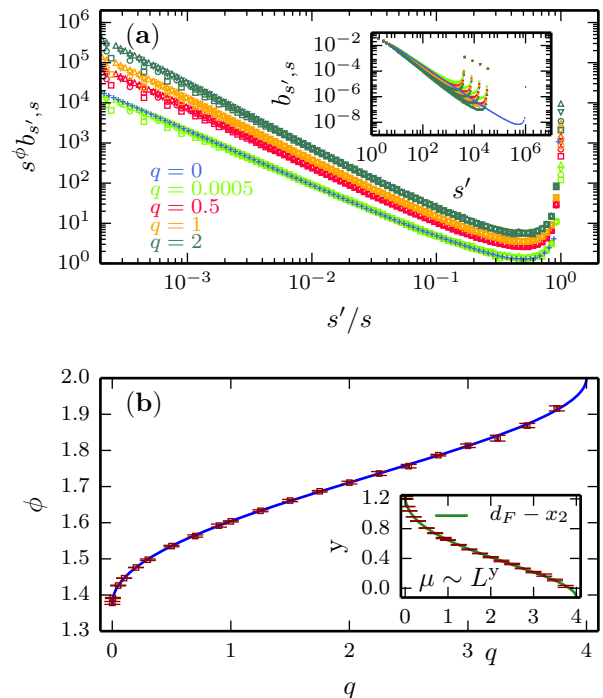 (a)
10^6
10^5
10^4
10^3
10^2
10^1
10^0
s^ϕ b_{s′,s}
q = 0
q = 0.0005
q = 0.5
q = 1
q = 2
10^{−3} 10^{−2} 10^{−1} 10^0
s′/s
10^{−2}
10^{−4}
10^{−6}
10^{−8}
b_{s′,s}
10^0 10^2 10^4 10^6
s′
(b)
2.0
1.9
1.8
1.7
1.6
1.5
1.4
1.3
ϕ
0 1 2 3 4
q
q
1.2
0.8
0.4
0.0
y
d_F − x_2
μ ∼ L^y
0 1 2 3 4